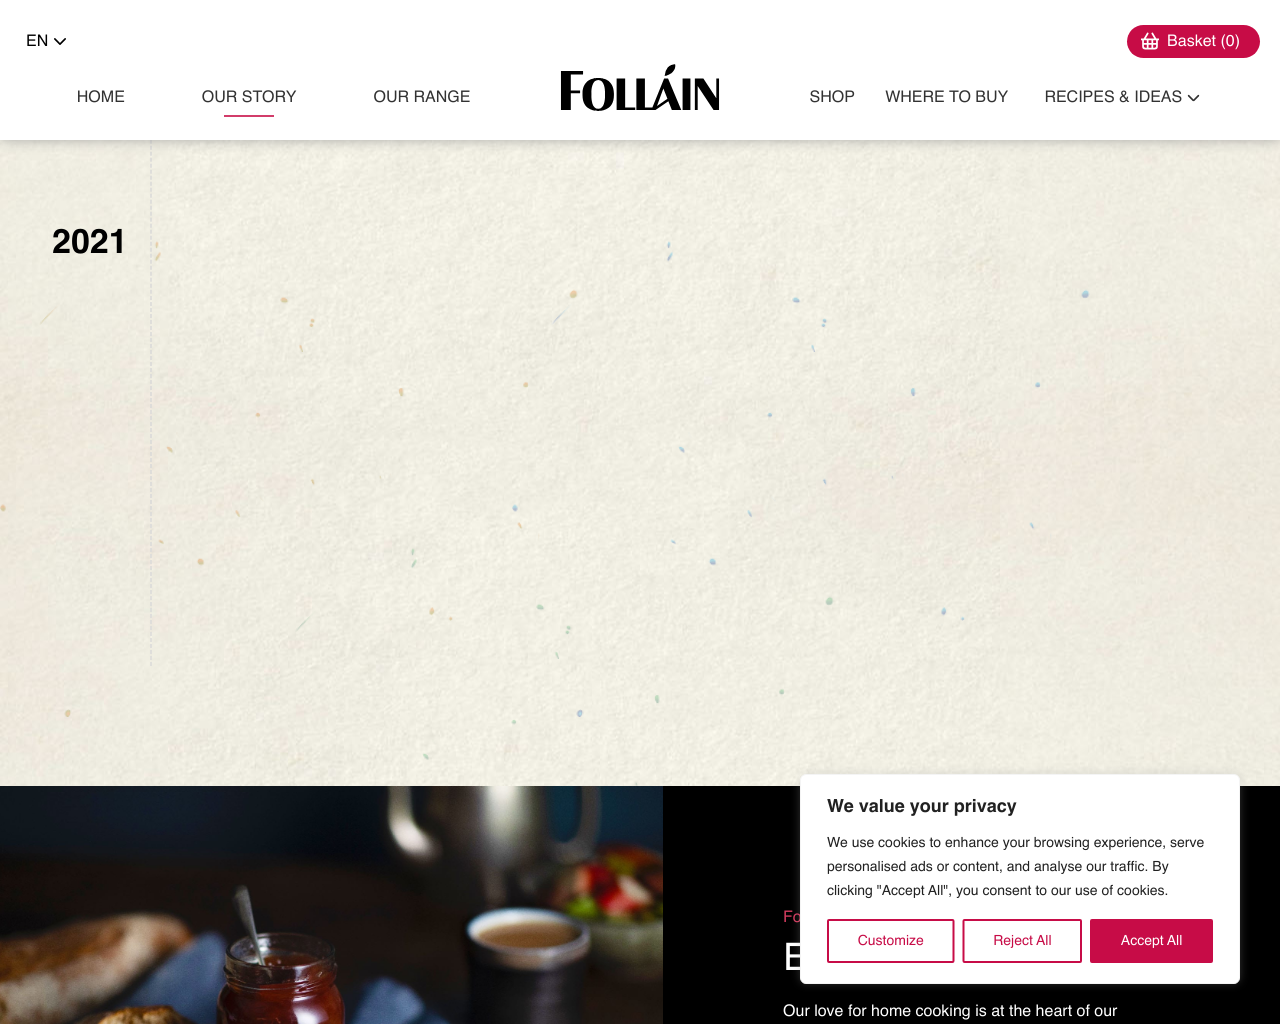 EN
Basket (0)
HOME
OUR STORY
OUR RANGE
FOLLÁIN
SHOP
WHERE TO BUY
RECIPES & IDEAS
2021
We value your privacy
We use cookies to enhance your browsing experience, serve
personalised ads or content, and analyse our traffic. By
clicking "Accept All", you consent to our use of cookies.
Customize
Reject All
Accept All
Our love for home cooking is at the heart of our